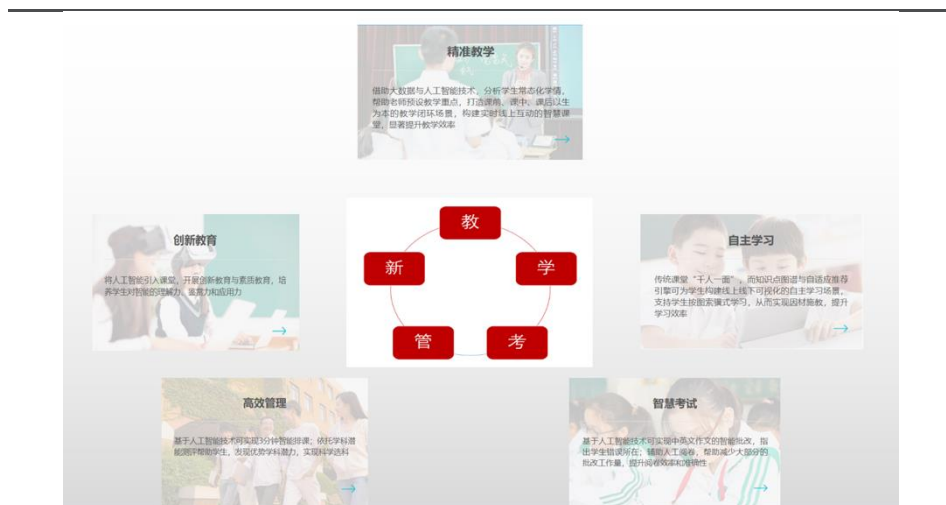 精准教学
借助大数据与人工智能技术，分析学生常态化学情，
帮助老师预设教学重点，打造课前、课中、课后以生
为本的教学闭环场景，构建实时线上互动的智慧课
堂，显著提升教学效率
创新教育
将人工智能引入课堂，开展创新教育与素质教育，培
养学生对智能的理解力、鉴赏力和应用力
教
新
学
管
考
自主学习
传统课堂“千人一面”，而知识点图谱与自适应推荐
引擎可为学生构建线上线下可视化的自主学习场景，
支持学生按图索骥式学习，从而实现因材施教，提升
学习效率
高效管理
基于人工智能技术可实现3分钟智能排课；依托学科潜
能测评帮助学生，发现优势学科潜力，实现科学选科
智慧考试
基于人工智能技术可实现中英文作文的智能批改，指
出学生错误所在；辅助人工阅卷，帮助减少大部分的
批改工作量，提升阅卷效率和准确性